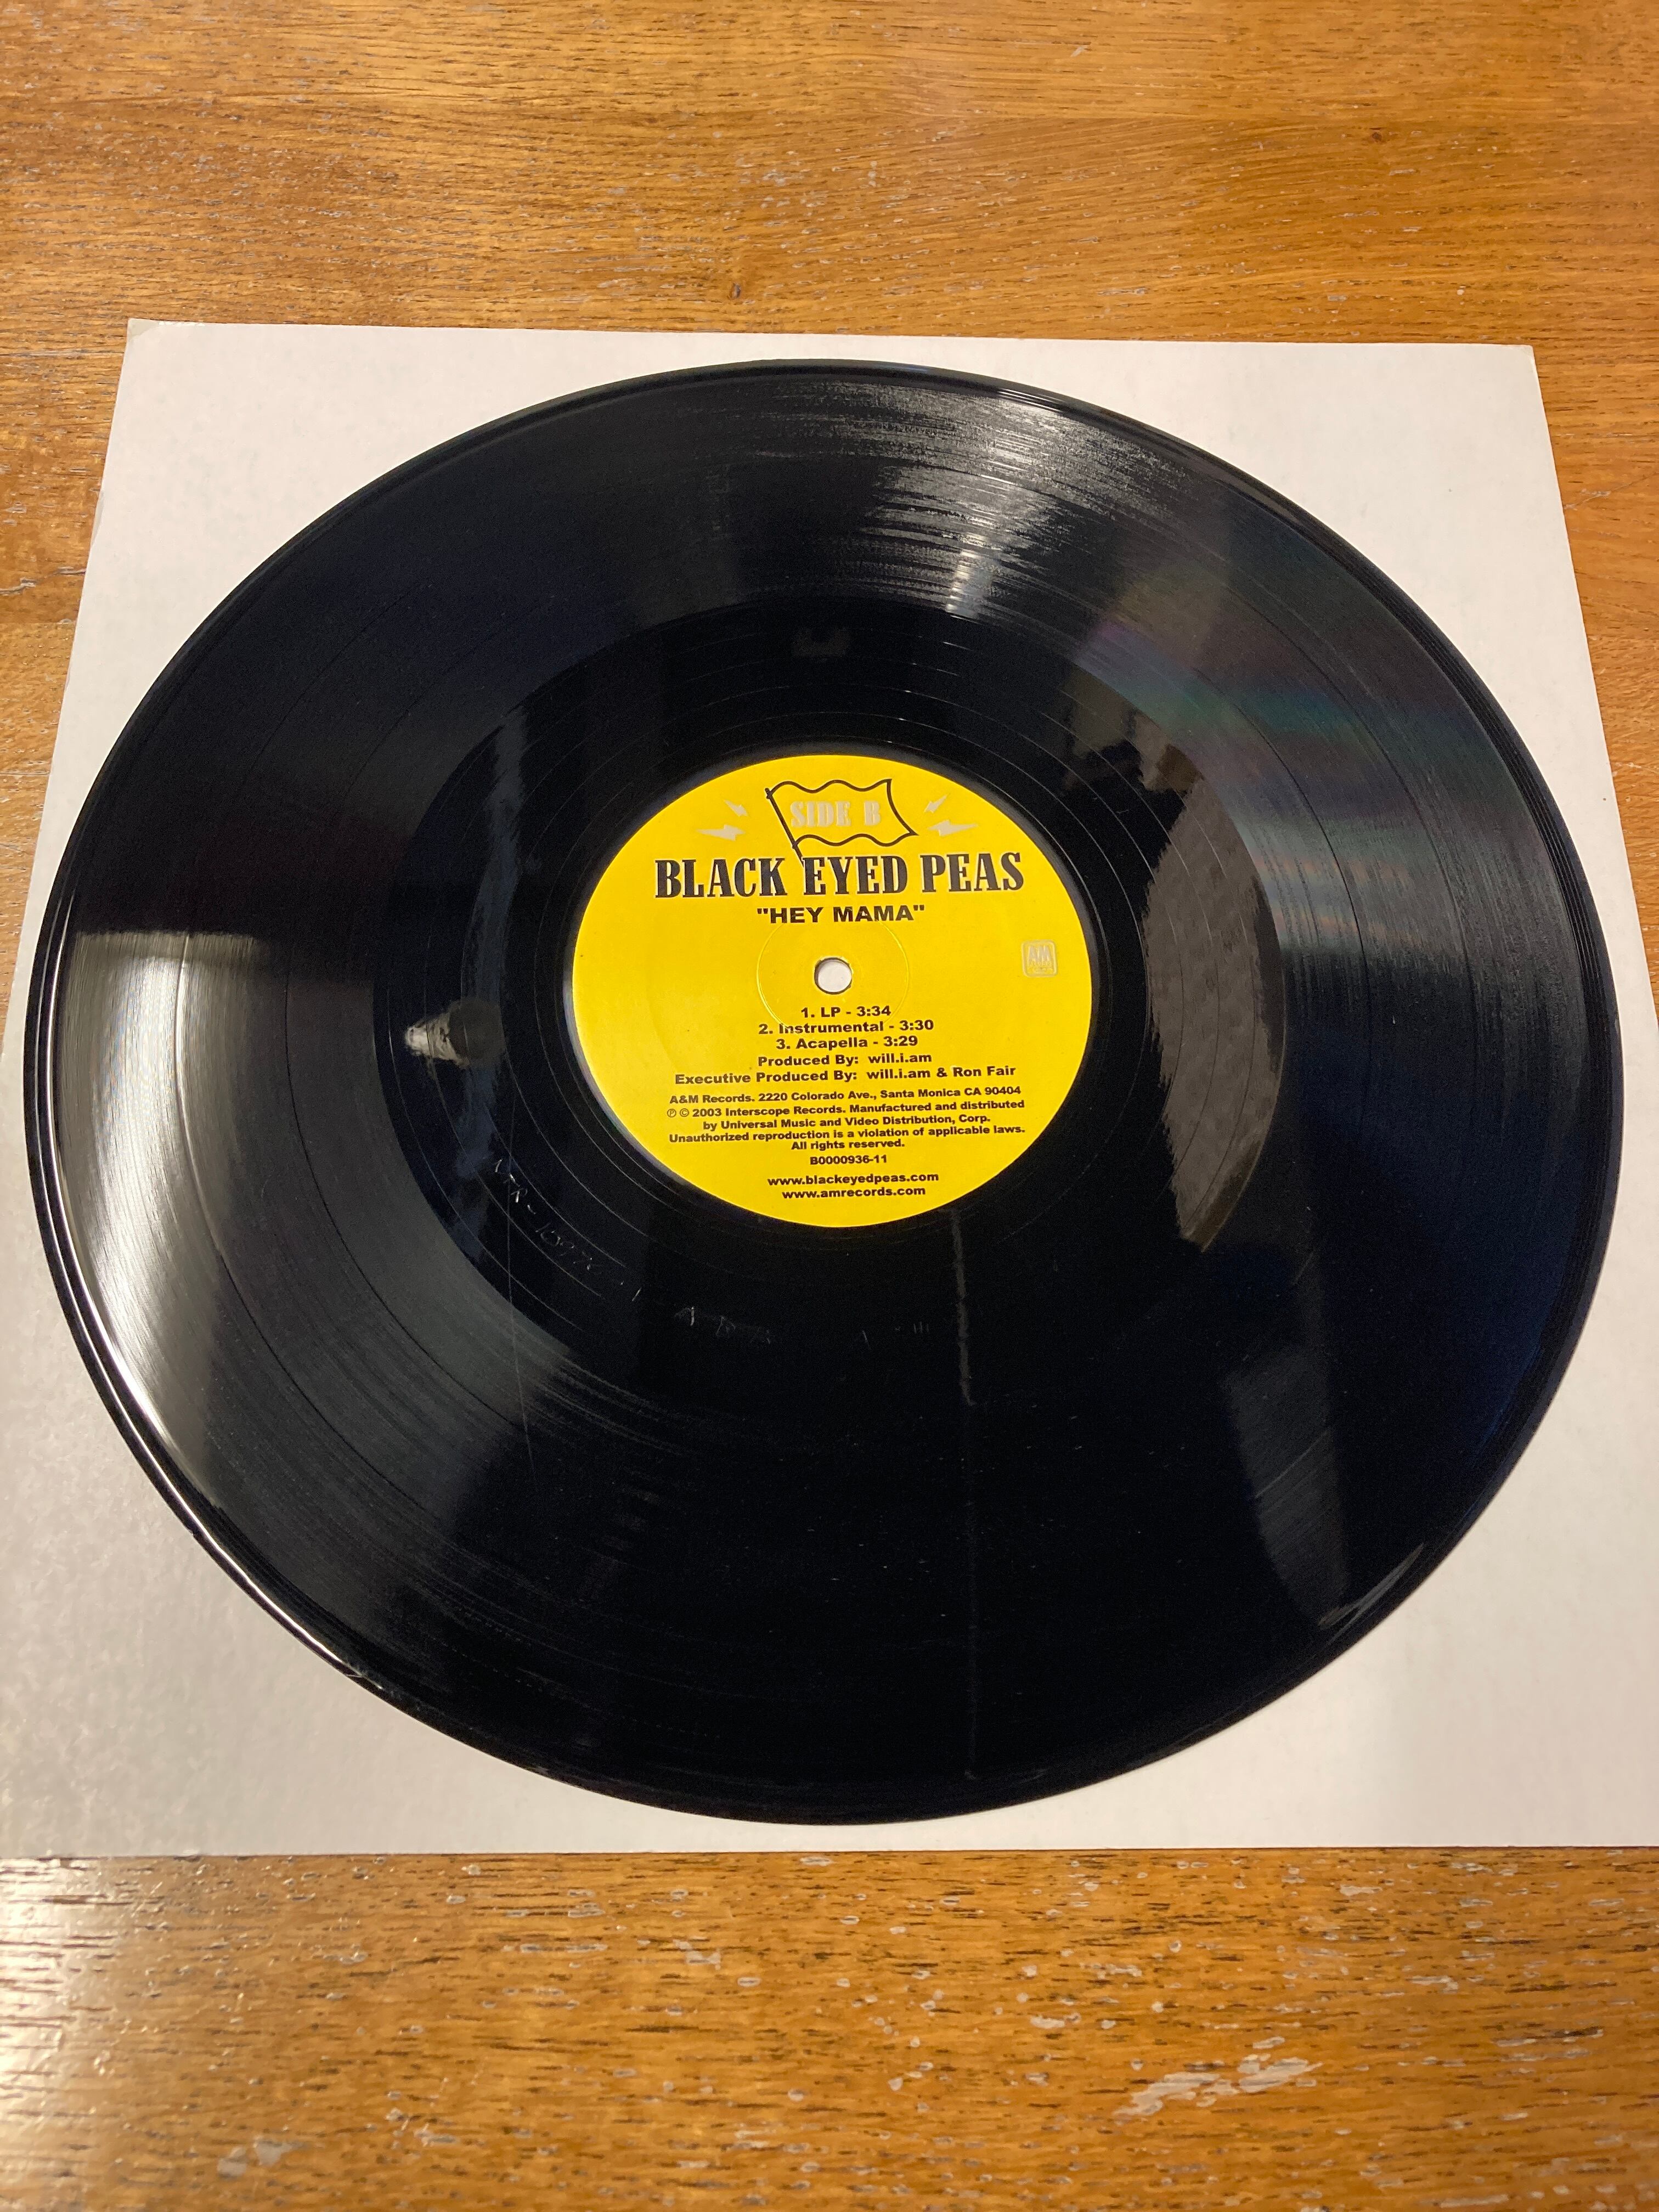 SIDE B
BLACK EYED PEAS
"HEY MAMA"
A&M
1. LP - 3:34
2. Instrumental - 3:30
3. Acapella - 3:29
Produced By: will.i.am
Executive Produced By: will.i.am & Ron Fair
A&M Records. 2220 Colorado Ave., Santa Monica CA 90404
℗ © 2003 Interscope Records. Manufactured and distributed
by Universal Music and Video Distribution, Corp.
Unauthorized reproduction is a violation of applicable laws.
All rights reserved.
B0000936-11
www.blackeyedpeas.com
www.amrecords.com